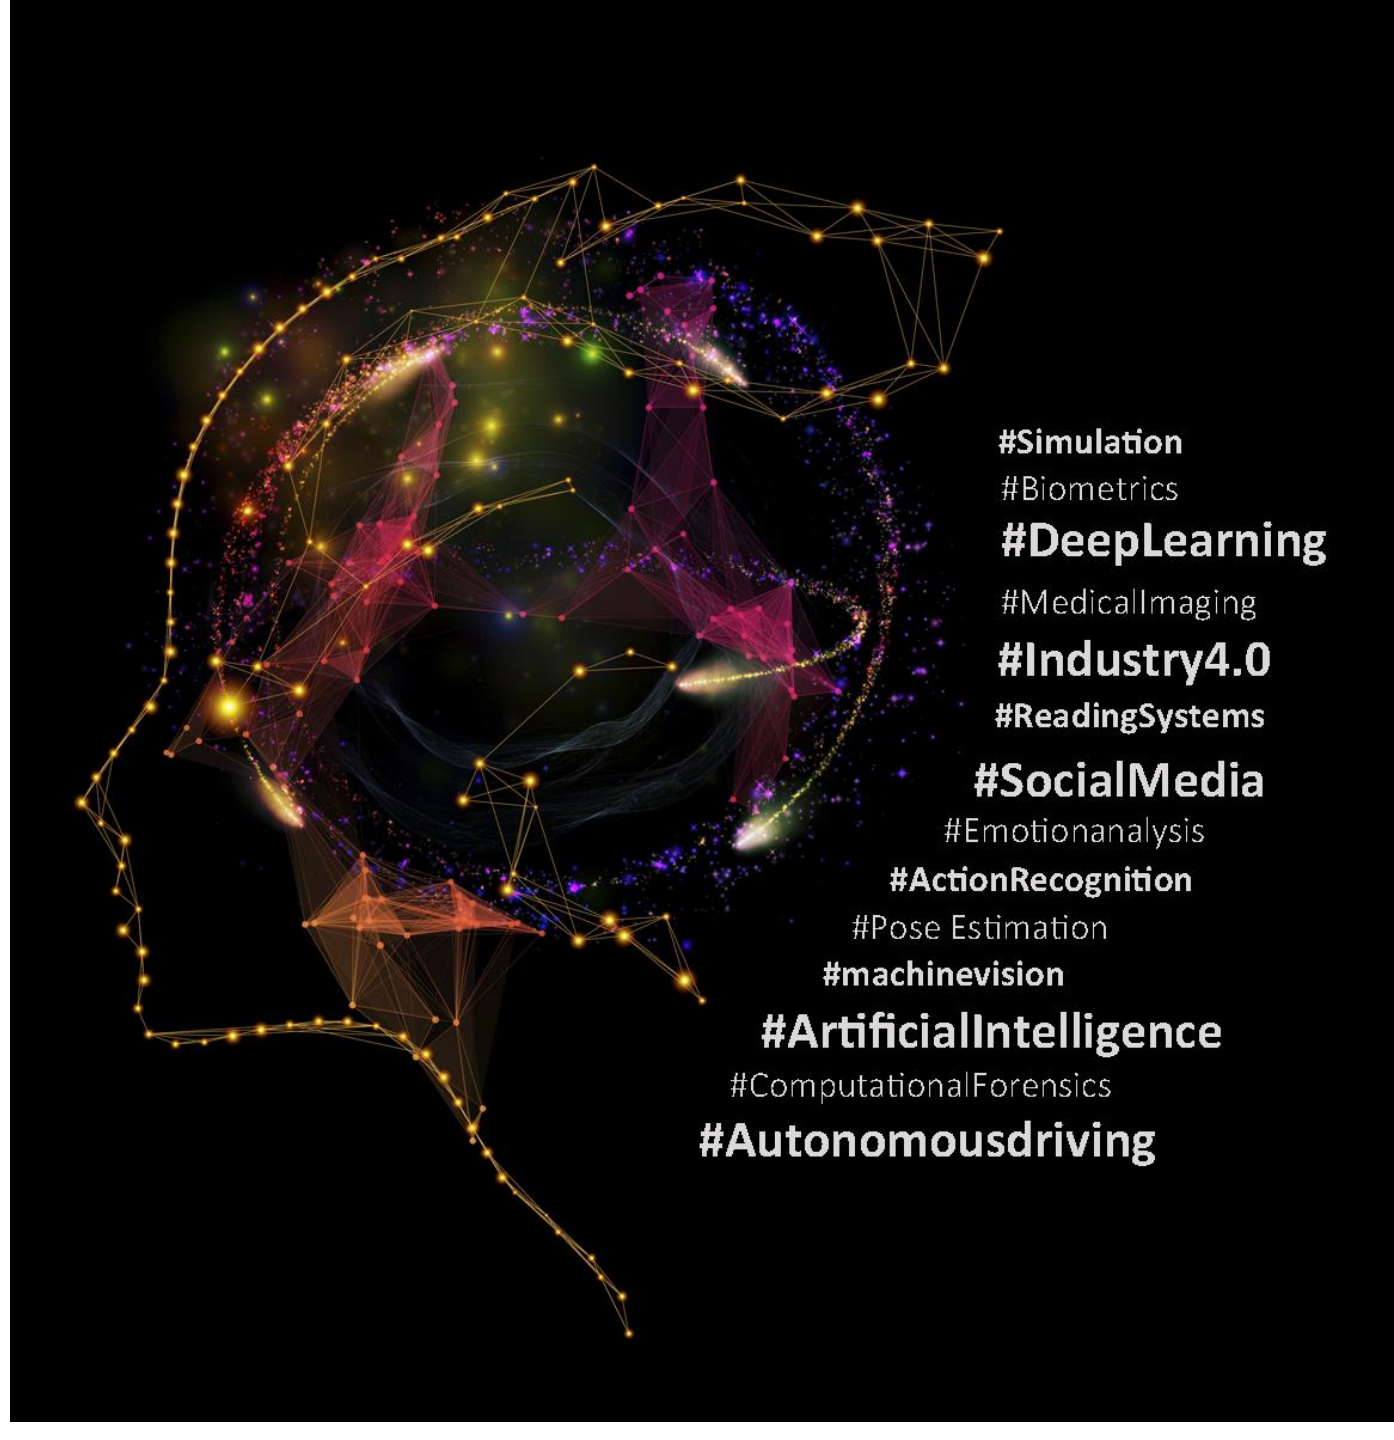 #Simulation
#Biometrics
#DeepLearning
#MedicalImaging
#Industry4.0
#ReadingSystems
#SocialMedia
#Emotionanalysis
#ActionRecognition
#Pose Estimation
#machinevision
#ArtificialIntelligence
#ComputationalForensics
#Autonomousdriving